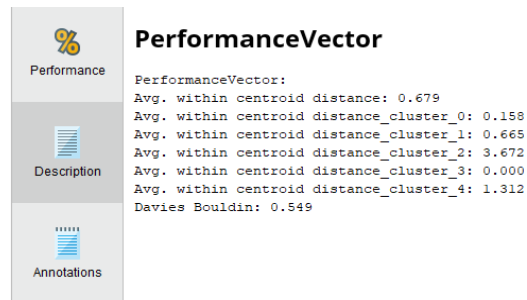 Performance
Description
Annotations
PerformanceVector
PerformanceVector:
Avg. within centroid distance: 0.679
Avg. within centroid distance_cluster_0: 0.158
Avg. within centroid distance_cluster_1: 0.665
Avg. within centroid distance_cluster_2: 3.672
Avg. within centroid distance_cluster_3: 0.000
Avg. within centroid distance_cluster_4: 1.312
Davies Bouldin: 0.549